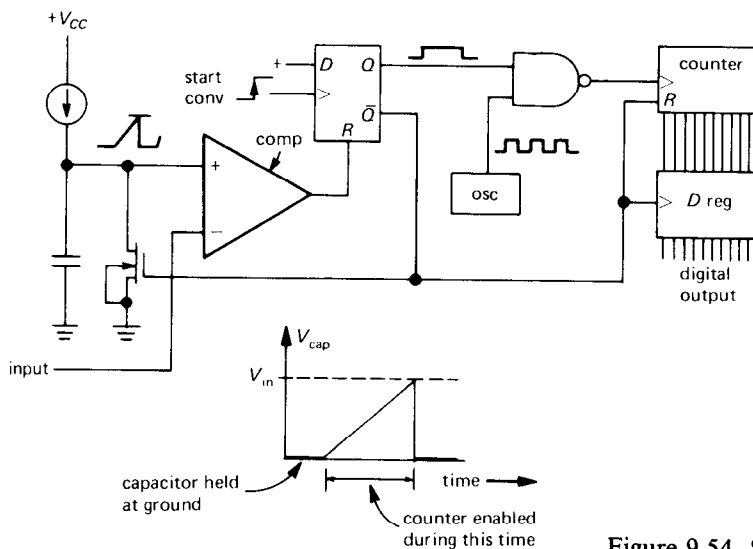 +VCC
start
conv
+
D
Q
Q̅
R
comp
+
−
osc
counter
R
D reg
digital
output
input
Vcap
Vin
capacitor held
at ground
time
counter enabled
during this time
Figure 9.54